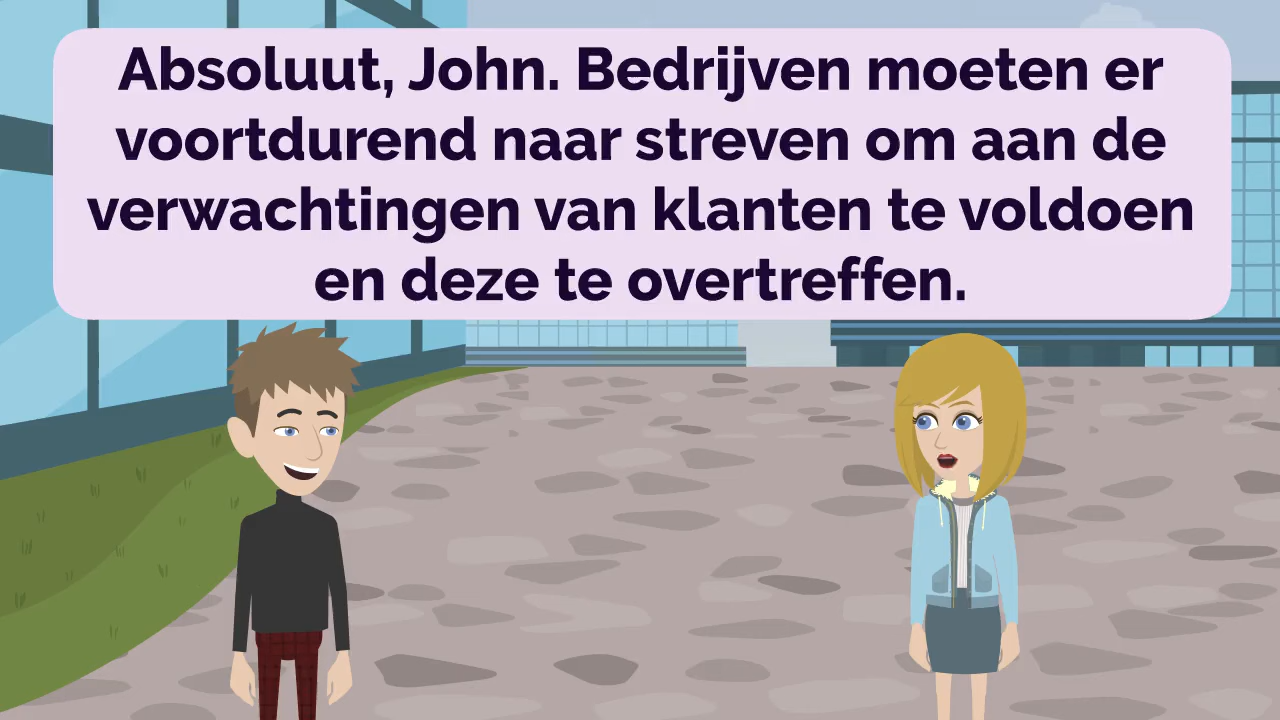 Absoluut, John. Bedrijven moeten er
voortdurend naar streven om aan de
verwachtingen van klanten te voldoen
en deze te overtreffen.